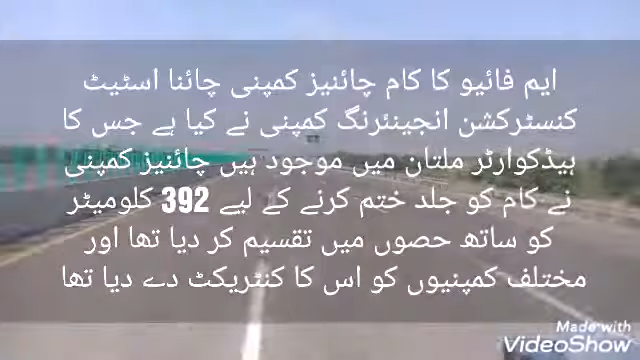 ایم فائیو کا کام چائنیز کمپنی چائنا اسٹیٹ
کنسٹرکشن انجینئرنگ کمپنی نے کیا ہے جس کا
ہیڈکوارٹر ملتان میں موجود ہیں چائنیز کمپنی
نے کام کو جلد ختم کرنے کے لیے 392 کلومیٹر
کو ساتھ حصوں میں تقسیم کر دیا تھا اور
مختلف کمپنیوں کو اس کا کنٹریکٹ دے دیا تھا
Made with
VideoShow